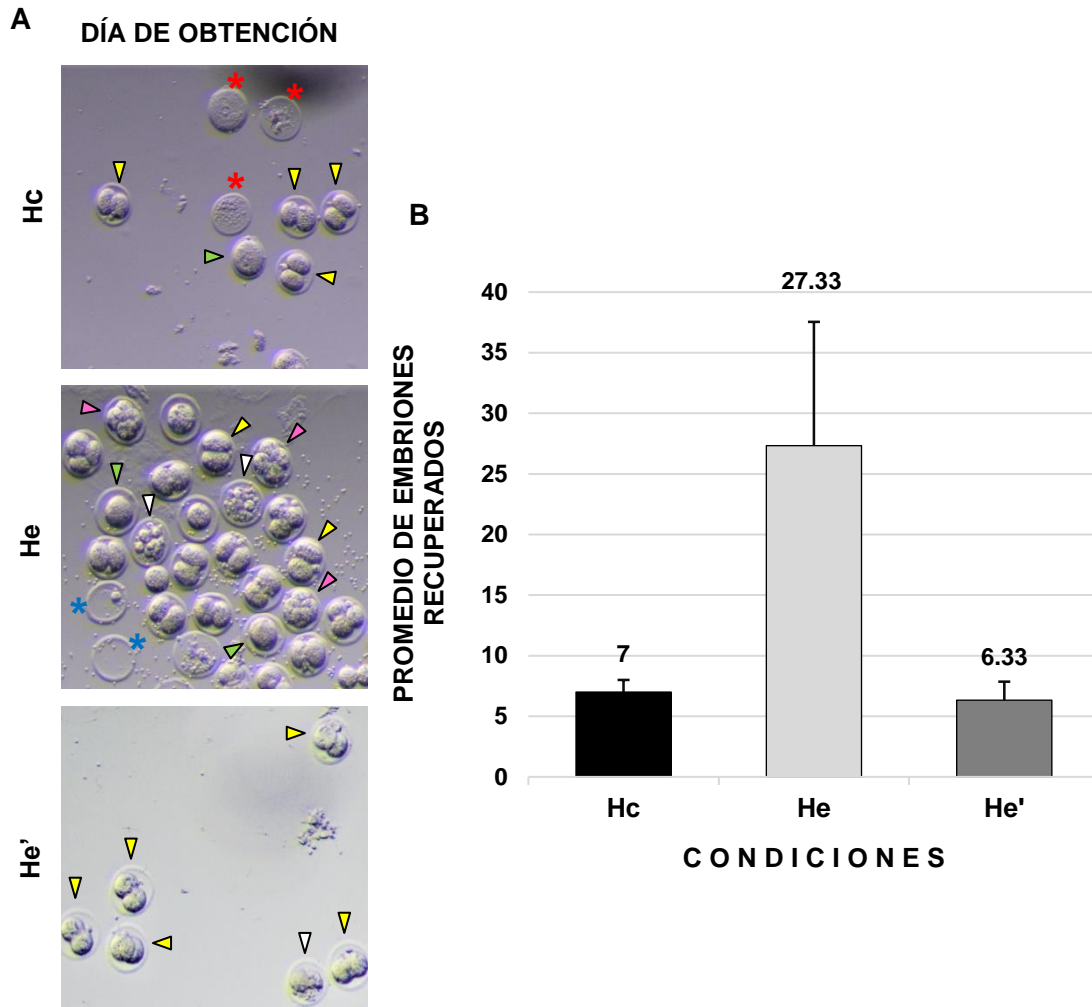 A
DÍA DE OBTENCIÓN
Hc
He
He’
B
PROMEDIO DE EMBRIONES
RECUPERADOS
40
35
30
25
20
15
10
5
0
7
27.33
6.33
Hc
He
He'
CONDICIONES